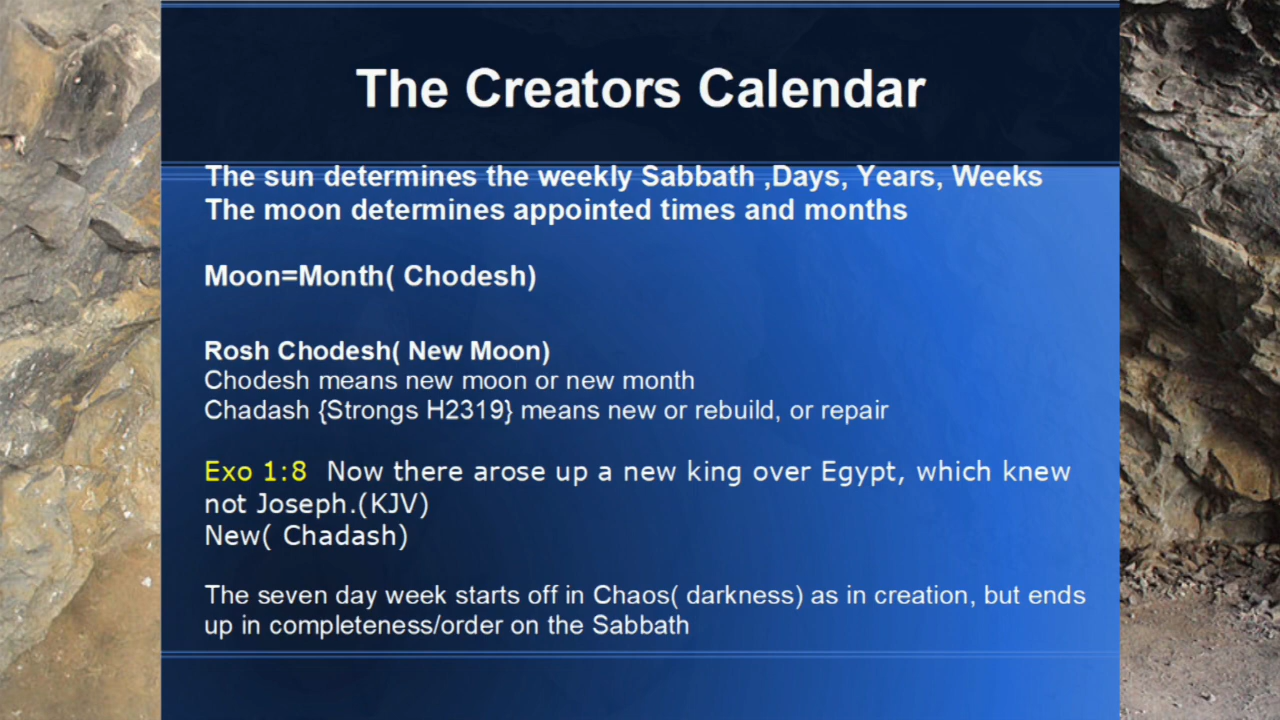 The Creators Calendar
The sun determines the weekly Sabbath ,Days, Years, Weeks
The moon determines appointed times and months
Moon=Month( Chodesh)
Rosh Chodesh( New Moon)
Chodesh means new moon or new month
Chadash {Strongs H2319} means new or rebuild, or repair
Exo 1:8  Now there arose up a new king over Egypt, which knew
not Joseph.(KJV)
New( Chadash)
The seven day week starts off in Chaos( darkness) as in creation, but ends
up in completeness/order on the Sabbath